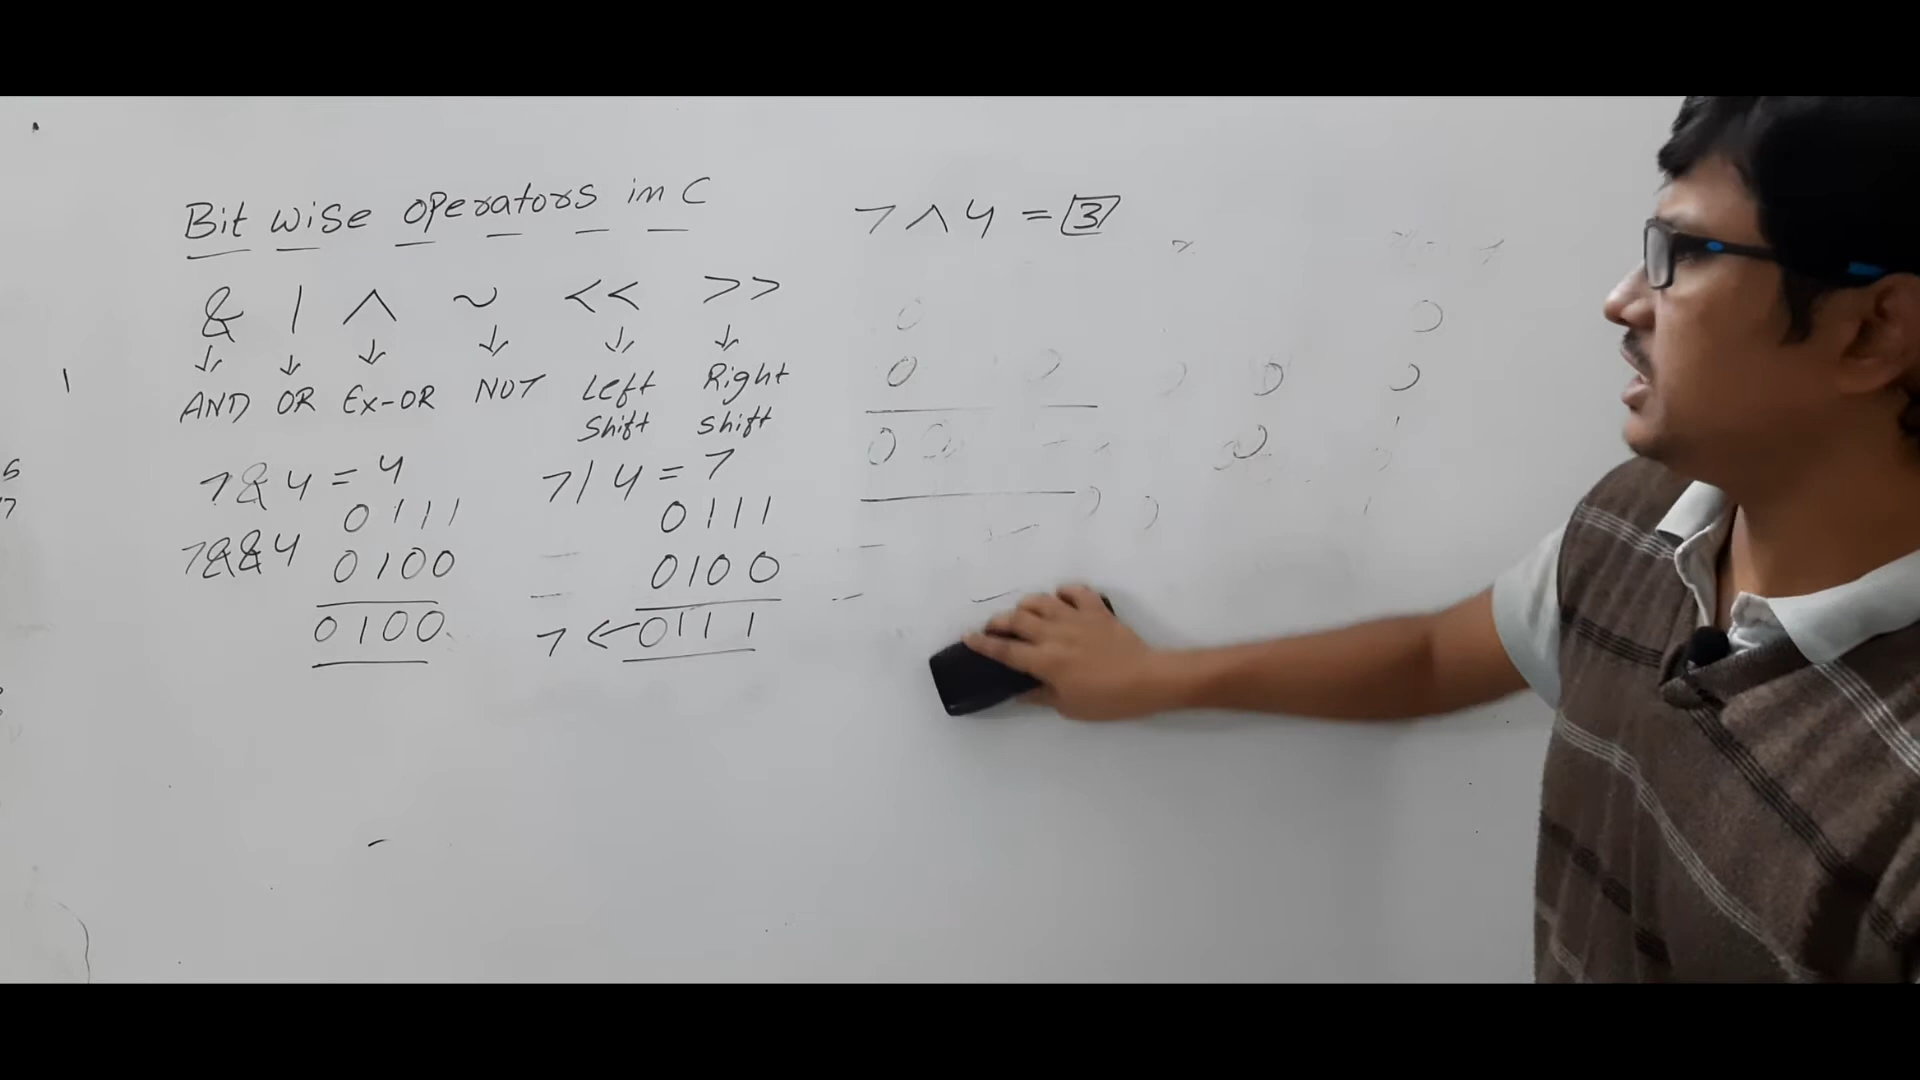 Bit wise operators in C
& | ^ ~ << >>
AND OR Ex-OR NOT Left Shift Right shift
7 & 4 = 4
0111
7 && 4
0100
0100
7 | 4 = 7
0111
0100
7 ← 0111
7 ^ 4 = 3